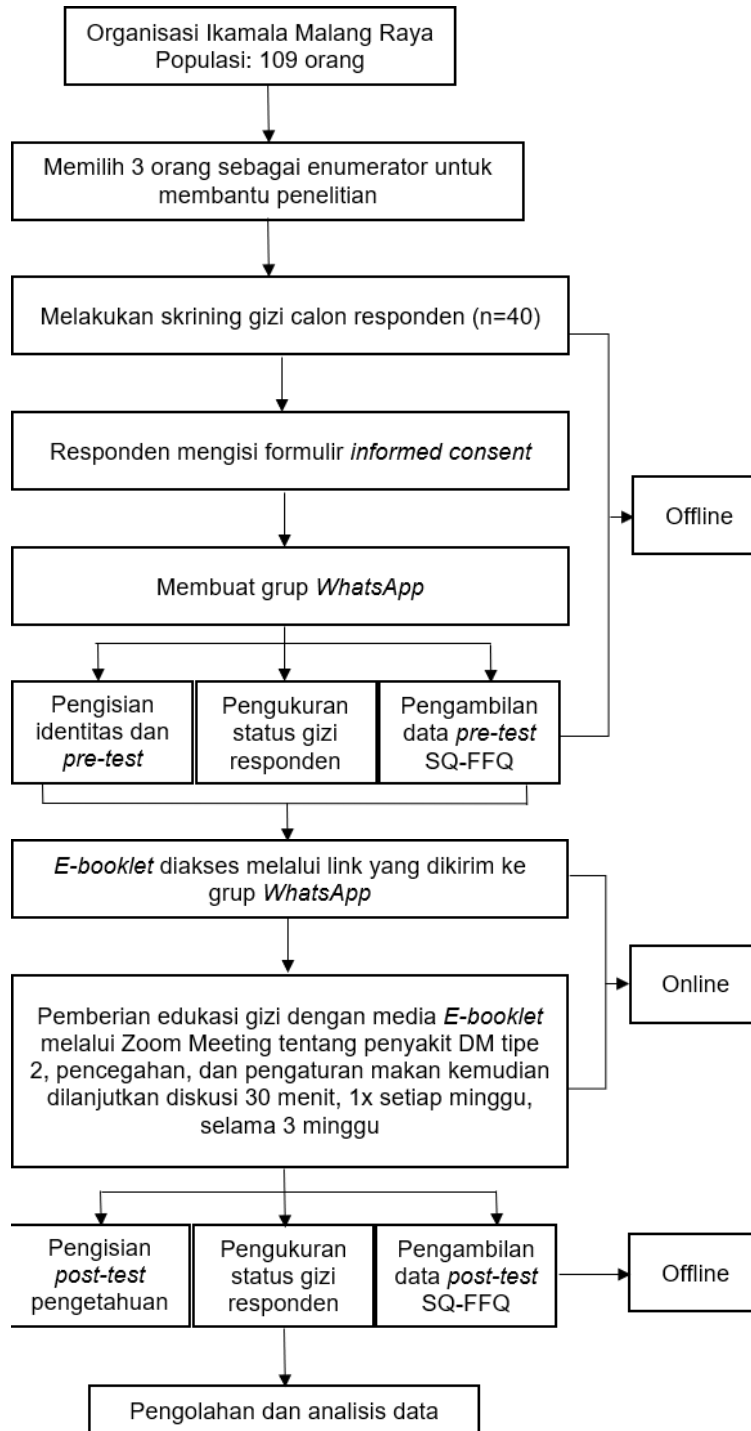 Organisasi Ikamala Malang Raya
Populasi: 109 orang
Memilih 3 orang sebagai enumerator untuk
membantu penelitian
Melakukan skrining gizi calon responden (n=40)
Responden mengisi formulir informed consent
Offline
Membuat grup WhatsApp
Pengisian
identitas dan
pre-test
Pengukuran
status gizi
responden
Pengambilan
data pre-test
SQ-FFQ
E-booklet diakses melalui link yang dikirim ke
grup WhatsApp
Online
Pemberian edukasi gizi dengan media E-booklet
melalui Zoom Meeting tentang penyakit DM tipe
2, pencegahan, dan pengaturan makan kemudian
dilanjutkan diskusi 30 menit, 1x setiap minggu,
selama 3 minggu
Pengisian
post-test
pengetahuan
Pengukuran
status gizi
responden
Pengambilan
data post-test
SQ-FFQ
Offline
Pengolahan dan analisis data